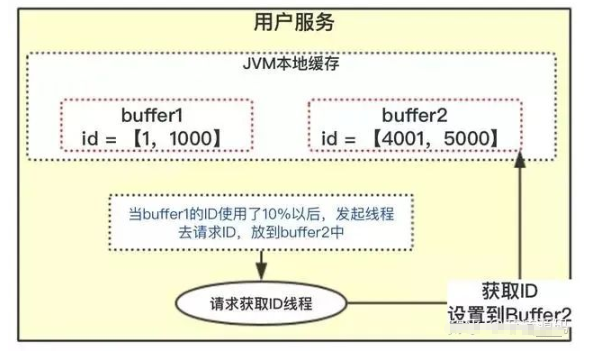 用户服务
JVM本地缓存
buffer1
id = 【1，1000】
buffer2
id = 【4001，5000】
当buffer1的ID使用了10%以后，发起线程
去请求ID，放到buffer2中
请求获取ID线程
获取ID
设置到Buffer2